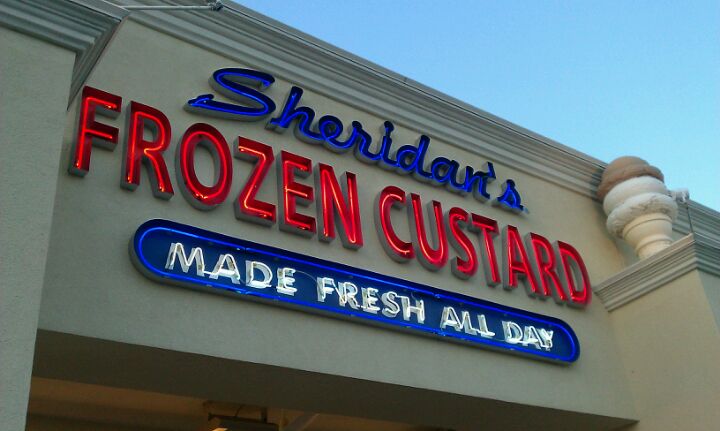 Sheridan's
FROZEN CUSTARD
MADE FRESH ALL DAY